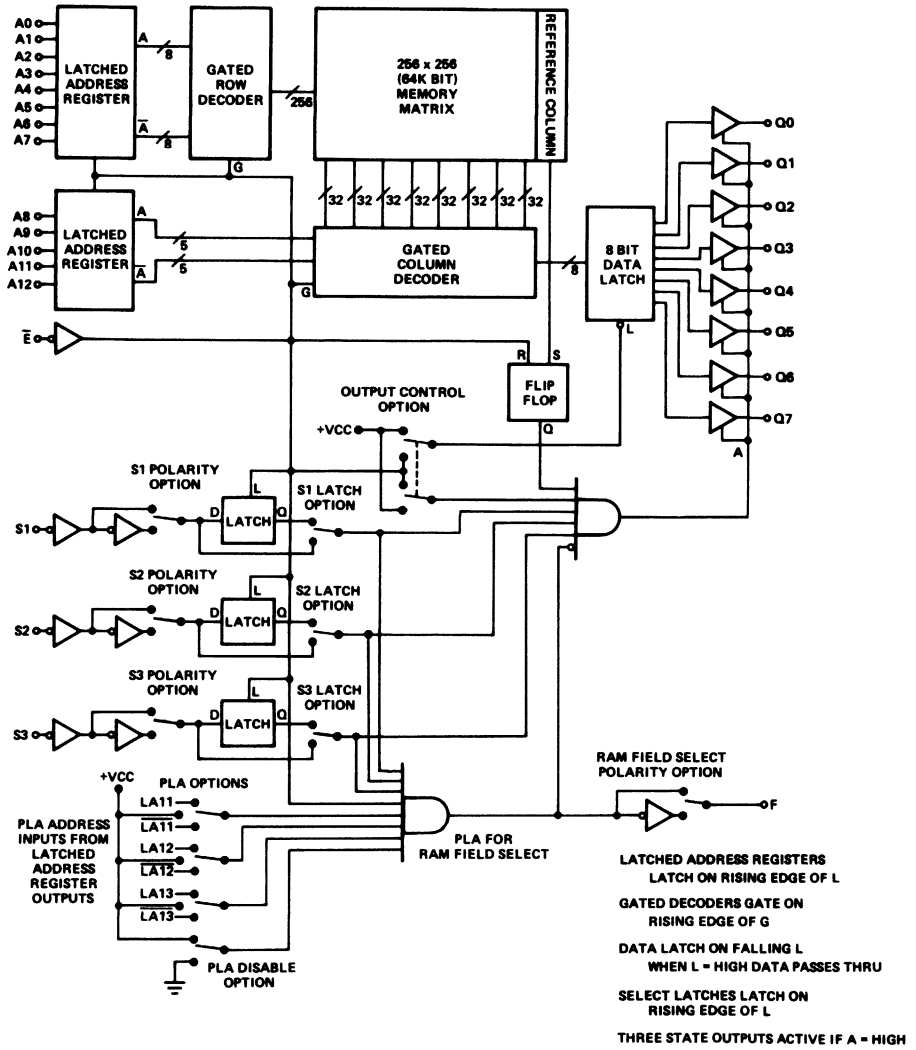 A0
A1
A2
A3
A4
A5
A6
A7
LATCHED
ADDRESS
REGISTER
A
8
A̅
8
GATED
ROW
DECODER
G
256
256 x 256
(64K BIT)
MEMORY
MATRIX
REFERENCE COLUMN
32 32 32 32 32 32 32 32
A8
A9
A10
A11
A12
LATCHED
ADDRESS
REGISTER
A
5
A̅
5
G
GATED
COLUMN
DECODER
8
8 BIT
DATA
LATCH
L
Q0
Q1
Q2
Q3
Q4
Q5
Q6
Q7
A
E̅
R
S
FLIP
FLOP
Q
OUTPUT CONTROL
OPTION
+VCC
S1 POLARITY
OPTION
S1
L
D
LATCH
Q
S1 LATCH
OPTION
S2 POLARITY
OPTION
S2
L
D
LATCH
Q
S2 LATCH
OPTION
S3 POLARITY
OPTION
S3
L
D
LATCH
Q
S3 LATCH
OPTION
+VCC
PLA OPTIONS
PLA ADDRESS
INPUTS FROM
LATCHED
ADDRESS
REGISTER
OUTPUTS
LA11
L̅A̅1̅1̅
LA12
L̅A̅1̅2̅
LA13
L̅A̅1̅3̅
PLA DISABLE
OPTION
PLA FOR
RAM FIELD SELECT
RAM FIELD SELECT
POLARITY OPTION
F
LATCHED ADDRESS REGISTERS
LATCH ON RISING EDGE OF L
GATED DECODERS GATE ON
RISING EDGE OF G
DATA LATCH ON FALLING L
WHEN L = HIGH DATA PASSES THRU
SELECT LATCHES LATCH ON
RISING EDGE OF L
THREE STATE OUTPUTS ACTIVE IF A = HIGH